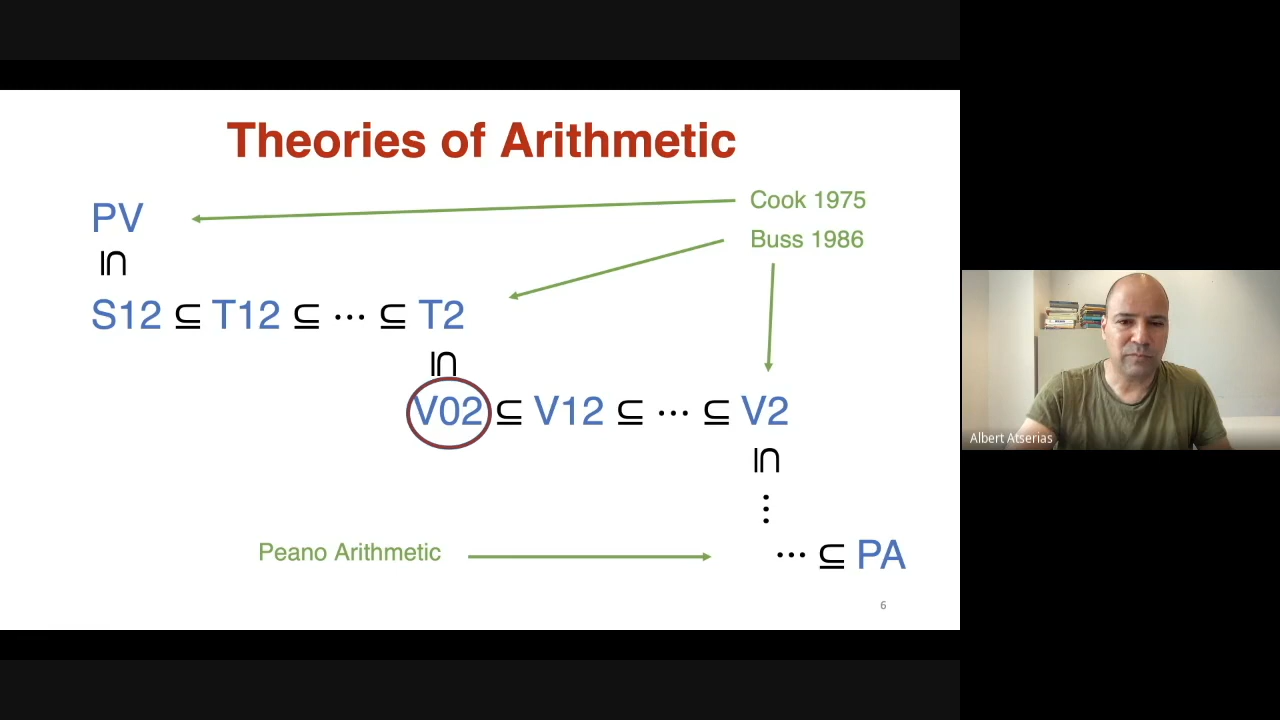 Theories of Arithmetic
PV
Cook 1975
Buss 1986
⊆
S12 ⊆ T12 ⊆ ⋯ ⊆ T2
⊆
V02 ⊆ V12 ⊆ ⋯ ⊆ V2
⊆
⋮
Peano Arithmetic
⋯ ⊆ PA
6
Albert Atserias